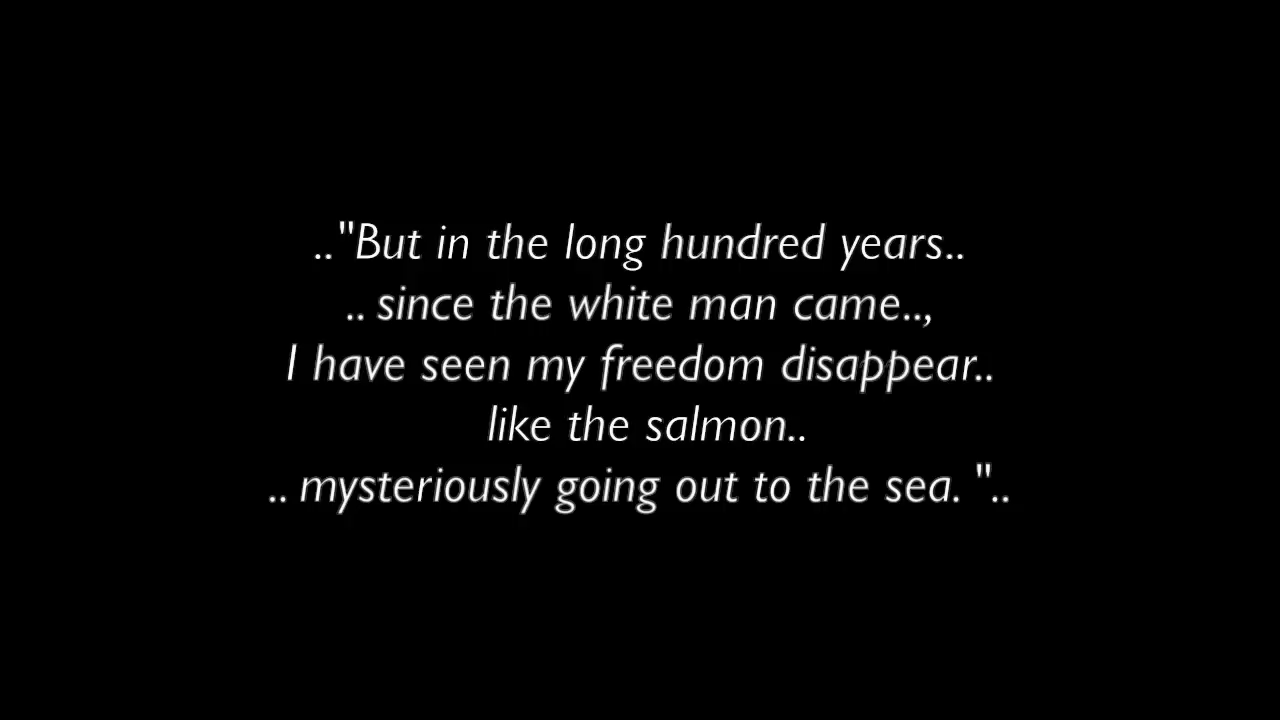 .."But in the long hundred years..
.. since the white man came..,
I have seen my freedom disappear..
like the salmon..
.. mysteriously going out to the sea. "..